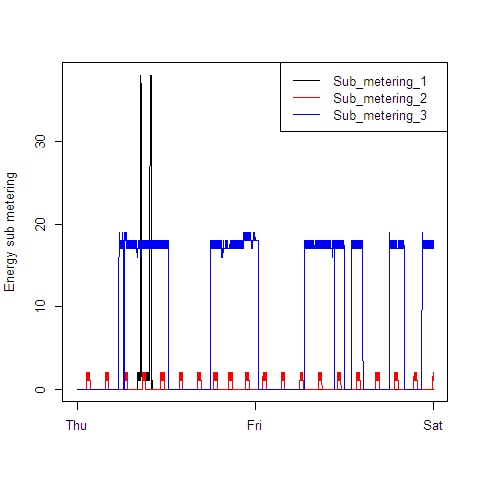 Sub_metering_1
Sub_metering_2
Sub_metering_3
Energy sub metering
30
20
10
0
Thu Fri Sat